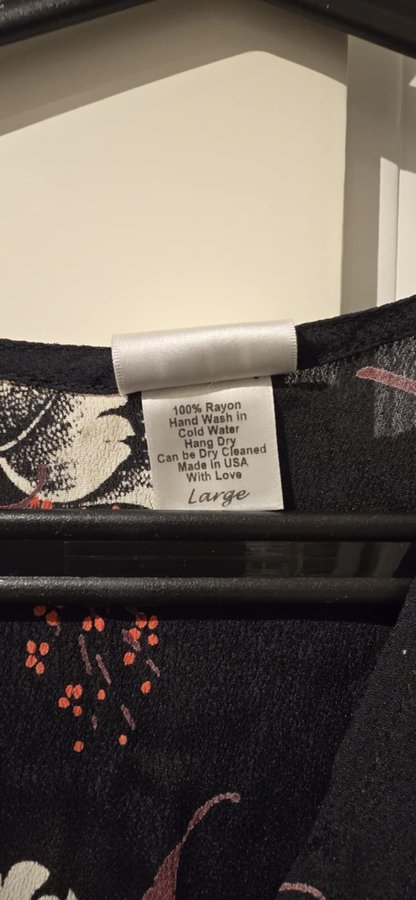 100% Rayon
Hand Wash in
Cold Water
Hang Dry
Can be Dry Cleaned
Made in USA
With Love
Large